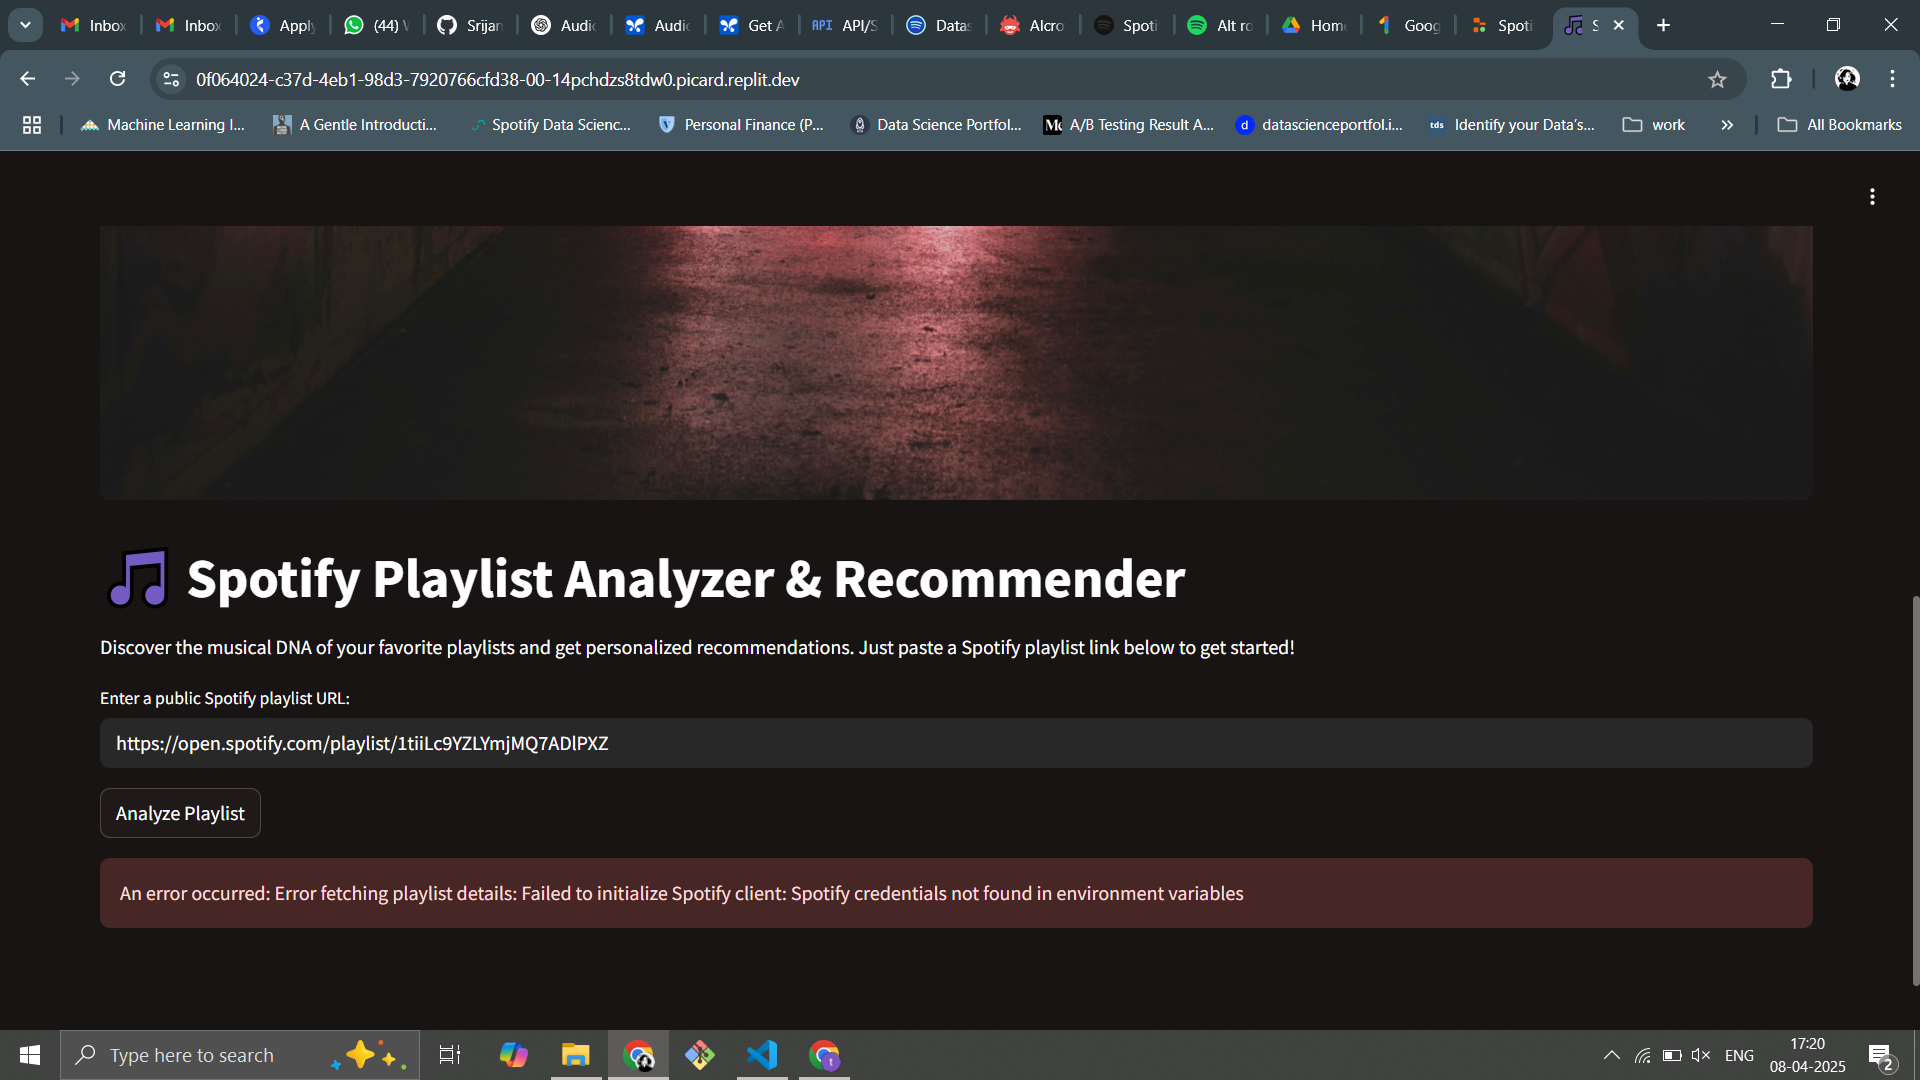 Inbox
Inbox
Apply
(44) W
Srijan
Audio
Audio
Get A
API API/S
Datas
AIcro
Spoti
Alt ro
Home
Goog
Spoti
S
0f064024-c37d-4eb1-98d3-7920766cfd38-00-14pchdzs8tdw0.picard.replit.dev
Machine Learning I...
A Gentle Introducti...
Spotify Data Scienc...
Personal Finance (P...
Data Science Portfol...
A/B Testing Result A...
d datascienceportfol.i...
tds Identify your Data's...
work
All Bookmarks
Spotify Playlist Analyzer & Recommender
Discover the musical DNA of your favorite playlists and get personalized recommendations. Just paste a Spotify playlist link below to get started!
Enter a public Spotify playlist URL:
https://open.spotify.com/playlist/1tiiLc9YZLYmjMQ7ADlPXZ
Analyze Playlist
An error occurred: Error fetching playlist details: Failed to initialize Spotify client: Spotify credentials not found in environment variables
Type here to search
ENG
17:20
08-04-2025
2